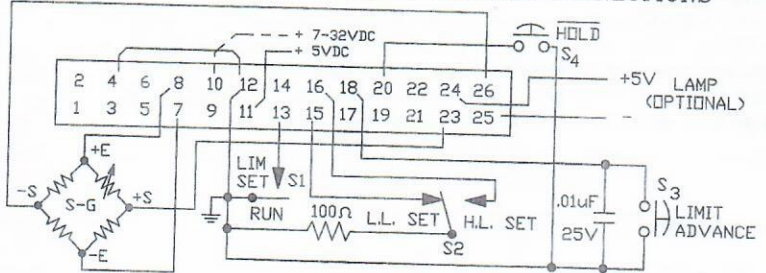 + 7-32VDC
HOLD
+ 5VDC
S4
2 4 6 8 10 12 14 16 18 20 22 24 26
+5V LAMP
1 3 5 7 9 11 13 15 17 19 21 23 25
(OPTIONAL)
-
+E
LIM
SET S1
-S S-G +S
RUN
100Ω L.L. SET H.L. SET
.01uF
25V
S3
LIMIT
ADVANCE
-E
S2